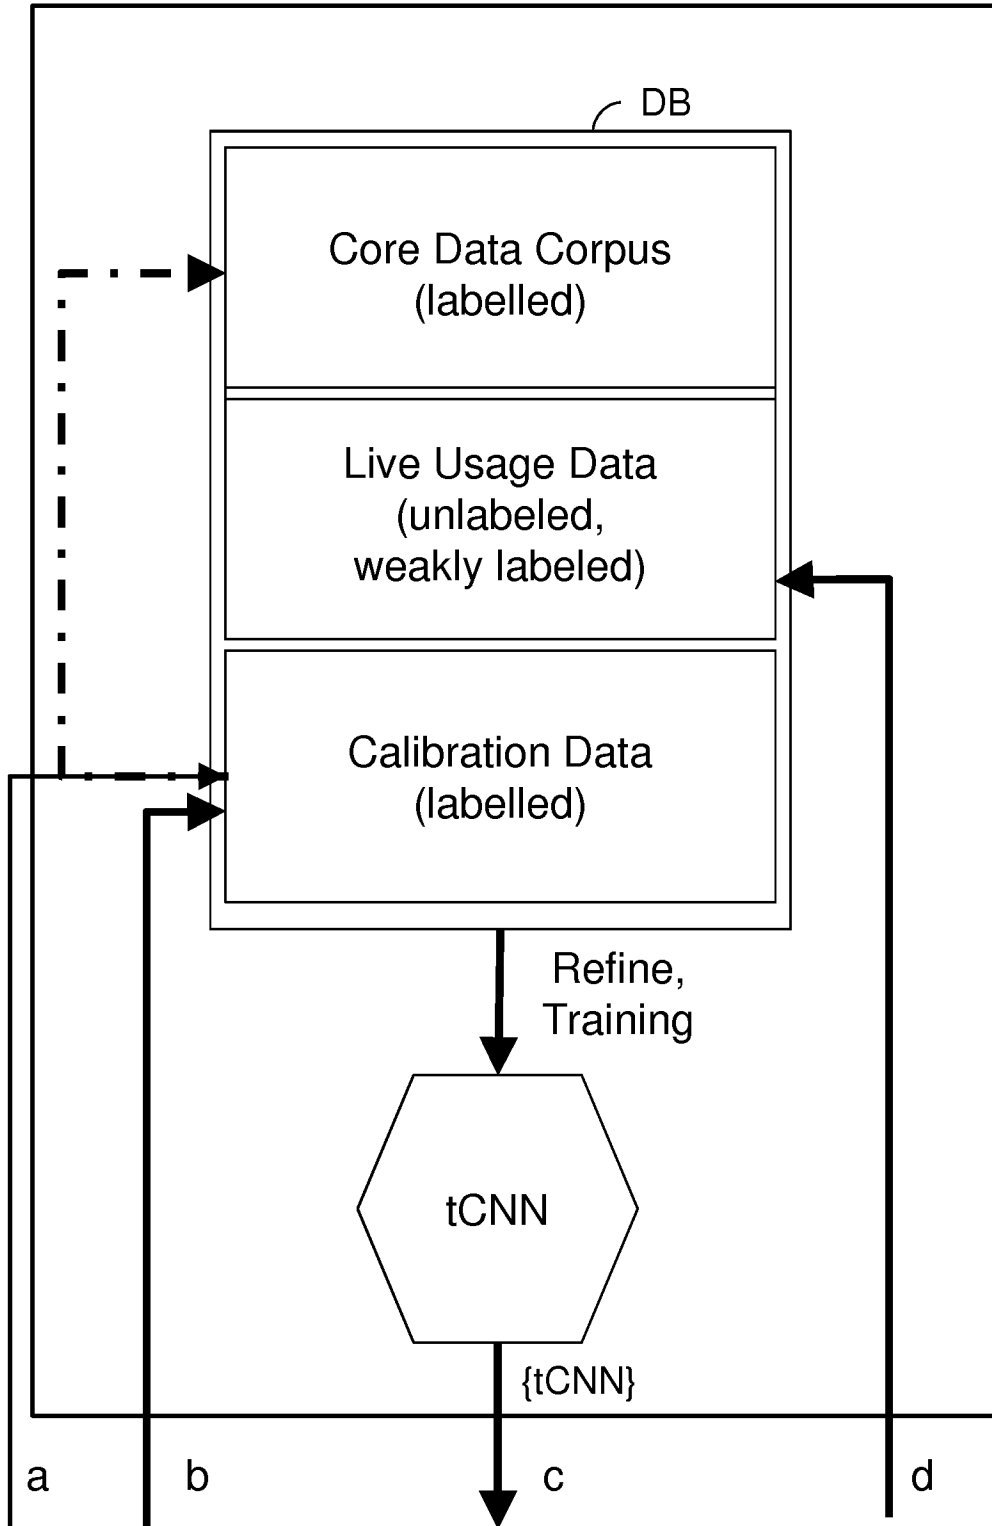 DB
Core Data Corpus
(labelled)
Live Usage Data
(unlabeled,
weakly labeled)
Calibration Data
(labelled)
Refine,
Training
tCNN
{tCNN}
a b c d